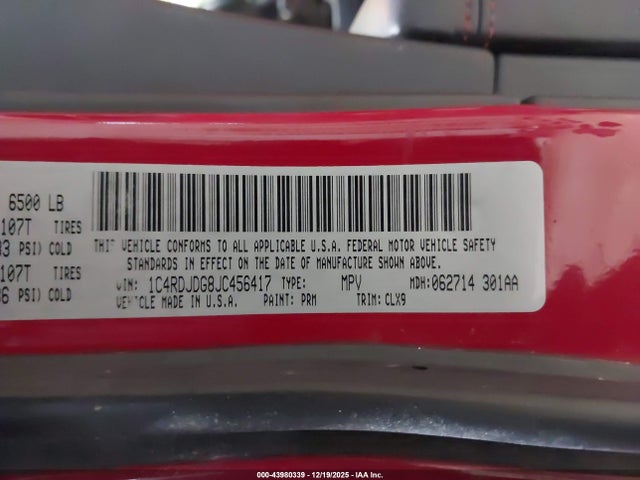 6500 LB
107T TIRES
33 PSI) COLD
107T TIRES
36 PSI) COLD
THIS VEHICLE CONFORMS TO ALL APPLICABLE U.S.A. FEDERAL MOTOR VEHICLE SAFETY
STANDARDS IN EFFECT ON THE DATE OF MANUFACTURE SHOWN ABOVE.
VIN: 1C4RDJDG8JC456417 TYPE: MPV MDH: 062714 301AA
VEHICLE MADE IN U.S.A. PAINT: PRM TRIM: CLX9
000-43980339 - 12/19/2025 - IAA Inc.